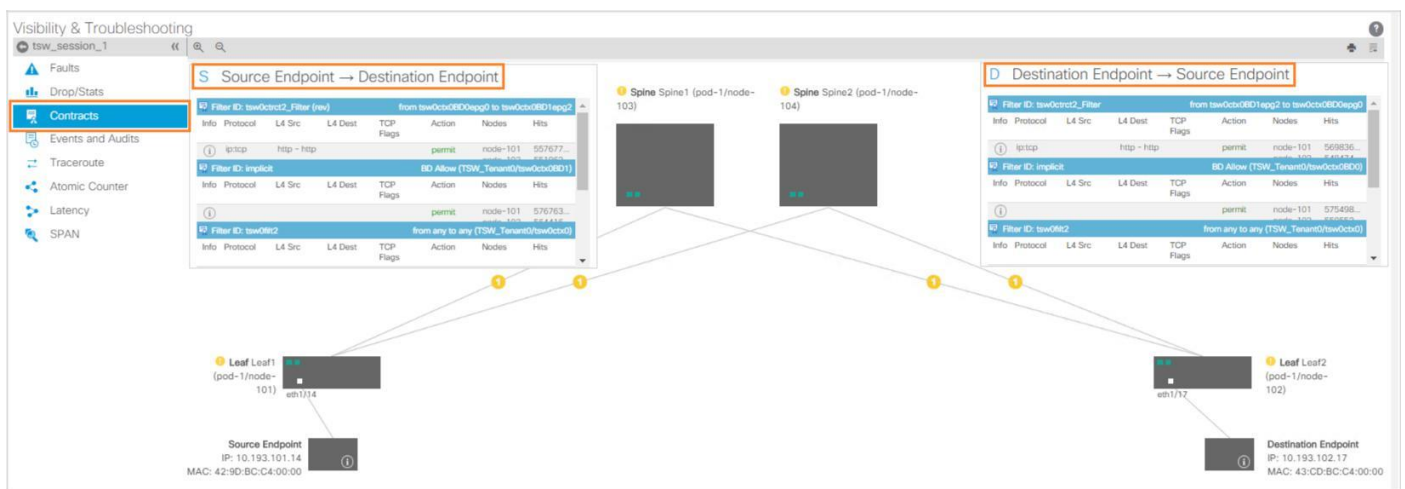 Visibility & Troubleshooting
tsw_session_1
Faults
Drop/Stats
Contracts
Events and Audits
Traceroute
Atomic Counter
Latency
SPAN
S Source Endpoint → Destination Endpoint
Filter ID: tsw0ctrct2_Filter (rev) from tsw0ctx0BD0epg0 to tsw0ctx0BD1epg2
Info Protocol L4 Src L4 Dest TCP Flags Action Nodes Hits
ip:tcp http - http permit node-101 557677...
Filter ID: implicit BD Allow (TSW_Tenant0/tsw0ctx0BD1)
Info Protocol L4 Src L4 Dest TCP Flags Action Nodes Hits
permit node-101 576763...
Filter ID: tsw0filt2 from any to any (TSW_Tenant0/tsw0ctx0)
Info Protocol L4 Src L4 Dest TCP Flags Action Nodes Hits
Spine Spine1 (pod-1/node-
103)
Spine Spine2 (pod-1/node-
104)
D Destination Endpoint → Source Endpoint
Filter ID: tsw0ctrct2_Filter from tsw0ctx0BD1epg2 to tsw0ctx0BD0epg0
Info Protocol L4 Src L4 Dest TCP Flags Action Nodes Hits
ip:tcp http - http permit node-101 569836...
Filter ID: implicit BD Allow (TSW_Tenant0/tsw0ctx0BD0)
Info Protocol L4 Src L4 Dest TCP Flags Action Nodes Hits
permit node-101 575498...
Filter ID: tsw0filt2 from any to any (TSW_Tenant0/tsw0ctx0)
Info Protocol L4 Src L4 Dest TCP Flags Action Nodes Hits
1 1 1 1
Leaf Leaf1
(pod-1/node-
101)
eth1/14
Leaf Leaf2
(pod-1/node-
102)
eth1/17
Source Endpoint
IP: 10.193.101.14
MAC: 42:9D:BC:C4:00:00
Destination Endpoint
IP: 10.193.102.17
MAC: 43:CD:BC:C4:00:00